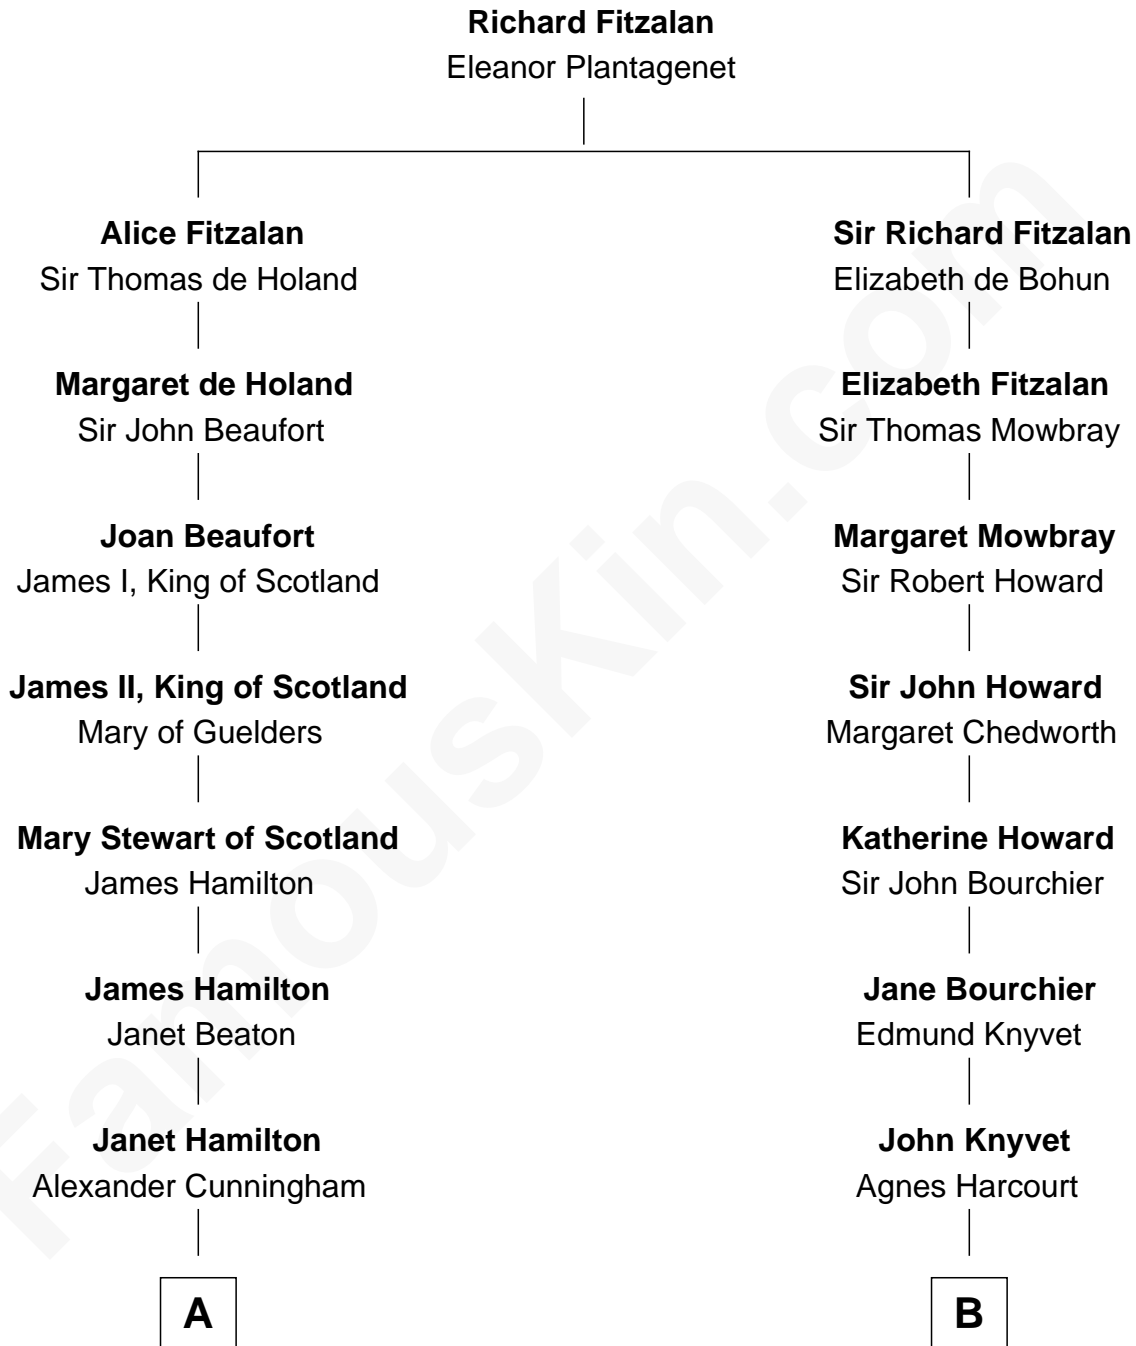 Richard Fitzalan
Eleanor Plantagenet
Alice Fitzalan
Sir Thomas de Holand
Margaret de Holand
Sir John Beaufort
Joan Beaufort
James I, King of Scotland
James II, King of Scotland
Mary of Guelders
Mary Stewart of Scotland
James Hamilton
James Hamilton
Janet Beaton
Janet Hamilton
Alexander Cunningham
A
Sir Richard Fitzalan
Elizabeth de Bohun
Elizabeth Fitzalan
Sir Thomas Mowbray
Margaret Mowbray
Sir Robert Howard
Sir John Howard
Margaret Chedworth
Katherine Howard
Sir John Bourchier
Jane Bourchier
Edmund Knyvet
John Knyvet
Agnes Harcourt
B
FamousKin.com